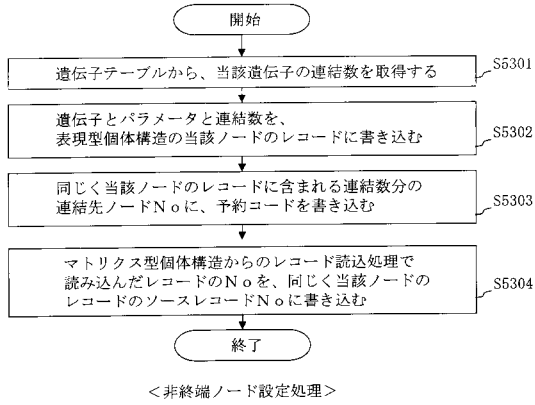 開始
遺伝子テーブルから、当該遺伝子の連結数を取得する
S5301
遺伝子とパラメータと連結数を、
表現型個体構造の当該ノードのレコードに書き込む
S5302
同じく当該ノードのレコードに含まれる連結数分の
連結先ノードNoに、予約コードを書き込む
S5303
マトリクス型個体構造からのレコード読込処理で
読み込んだレコードのNoを、同じく当該ノードの
レコードのソースレコードNoに書き込む
S5304
終了
<非終端ノード設定処理>